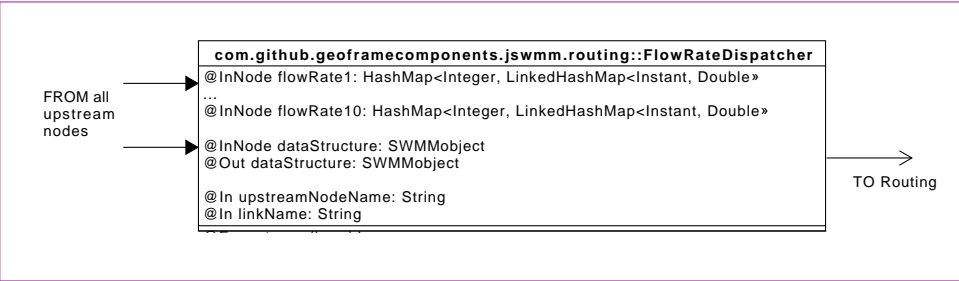 com.github.geoframecomponents.jswmm.routing::FlowRateDispatcher
@InNode flowRate1: HashMap<Integer, LinkedHashMap<Instant, Double»
...
@InNode flowRate10: HashMap<Integer, LinkedHashMap<Instant, Double»
@InNode dataStructure: SWMMobject
@Out dataStructure: SWMMobject
@In upstreamNodeName: String
@In linkName: String
FROM all
upstream
nodes
TO Routing